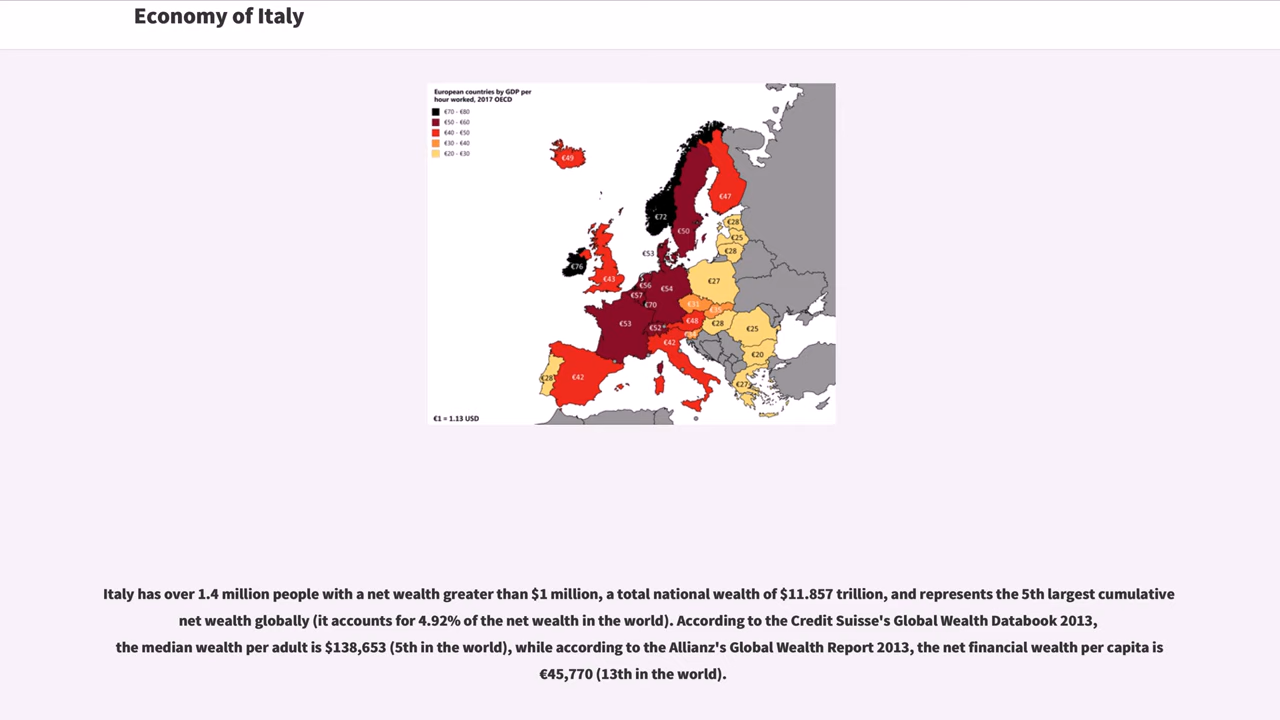 Economy of Italy
European countries by GDP per
hour worked, 2017 OECD
€70 - €80
€50 - €60
€40 - €50
€30 - €40
€20 - €30
€49
€47
€72
€28
€50
€25
€28
€53
€76
€43
€56
€54
€27
€57
€70
€31
€48
€28
€53
€52
€25
€42
€20
€28
€42
€27
€1 = 1.13 USD
Italy has over 1.4 million people with a net wealth greater than $1 million, a total national wealth of $11.857 trillion, and represents the 5th largest cumulative
net wealth globally (it accounts for 4.92% of the net wealth in the world). According to the Credit Suisse's Global Wealth Databook 2013,
the median wealth per adult is $138,653 (5th in the world), while according to the Allianz's Global Wealth Report 2013, the net financial wealth per capita is
€45,770 (13th in the world).